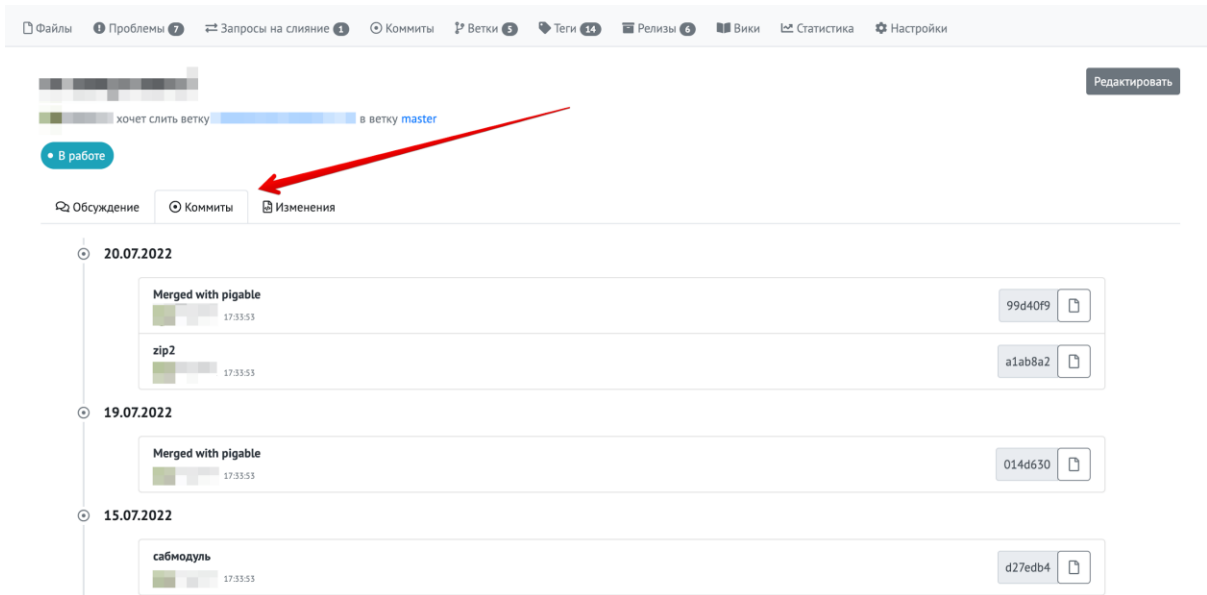 Файлы Проблемы 7 Запросы на слияние 1 Коммиты Ветки 5 Теги 14 Релизы 6 Вики Статистика Настройки
Редактировать
хочет слить ветку в ветку master
В работе
Обсуждение Коммиты Изменения
20.07.2022
Merged with pigable
99d40f9
17:33:53
zip2
a1ab8a2
17:33:53
19.07.2022
Merged with pigable
014d630
17:33:53
15.07.2022
сабмодуль
d27edb4
17:33:53